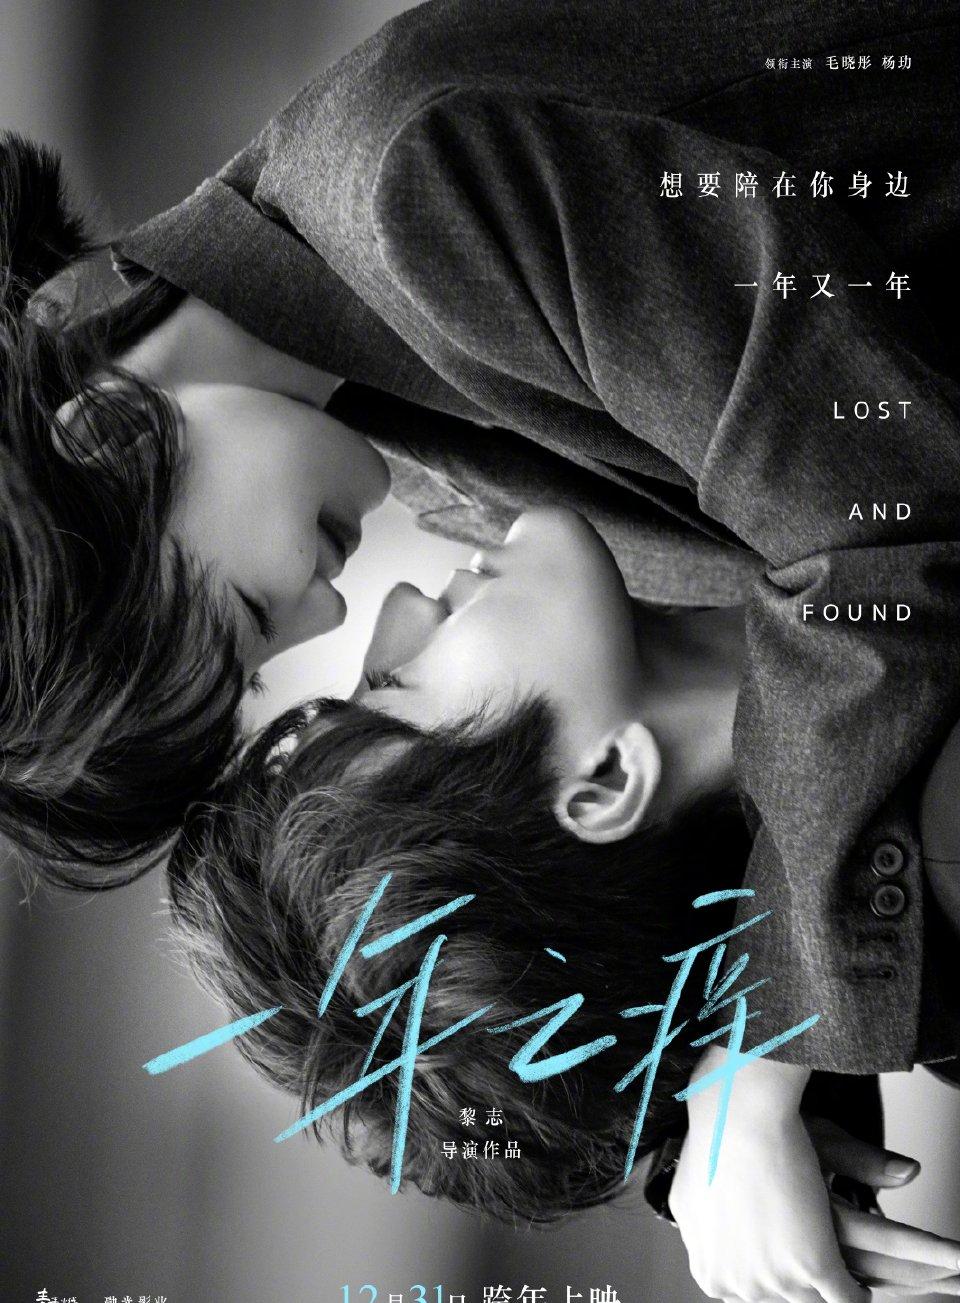 领衔主演 毛晓彤 杨玏
想要陪在你身边
一年又一年
LOST
AND
FOUND
一年之痒
黎志
导演作品
12月31日 跨年上映